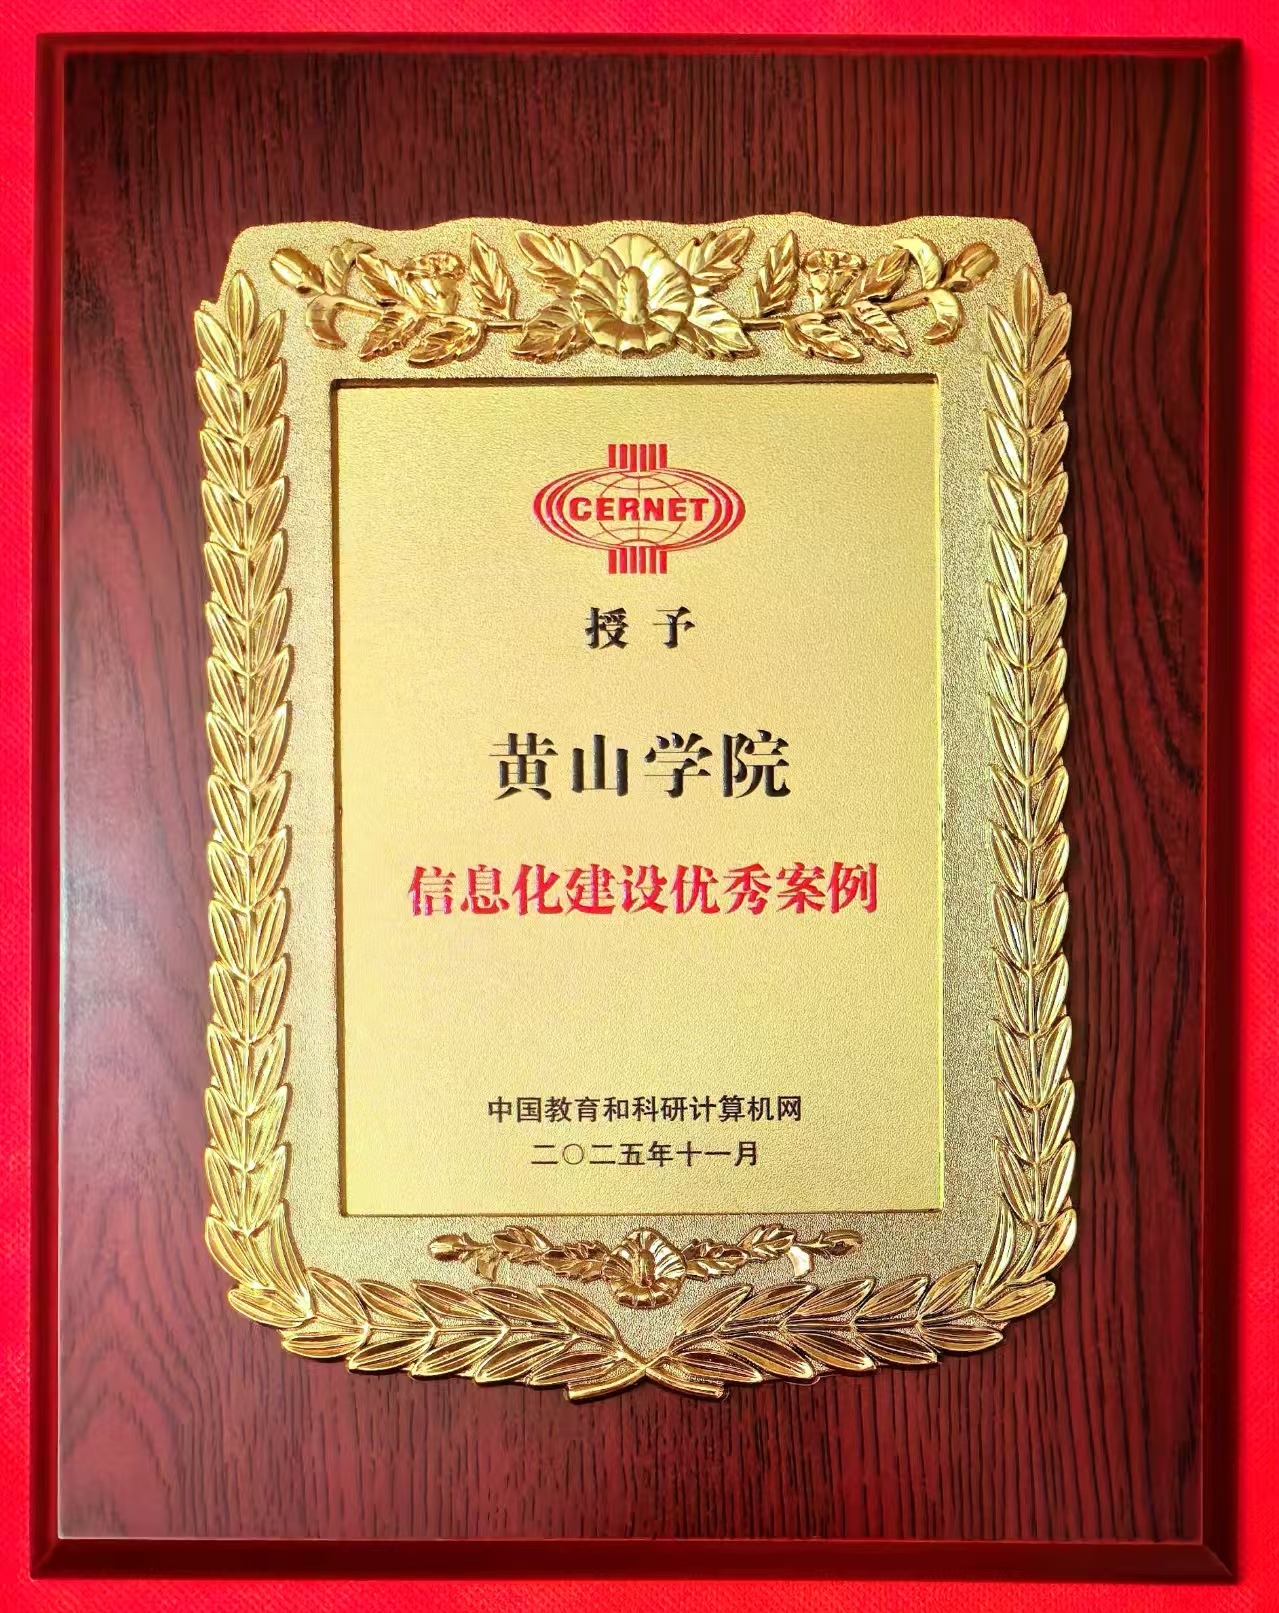 CERNET
授予
黄山学院
信息化建设优秀案例
中国教育和科研计算机网
二〇二五年十一月